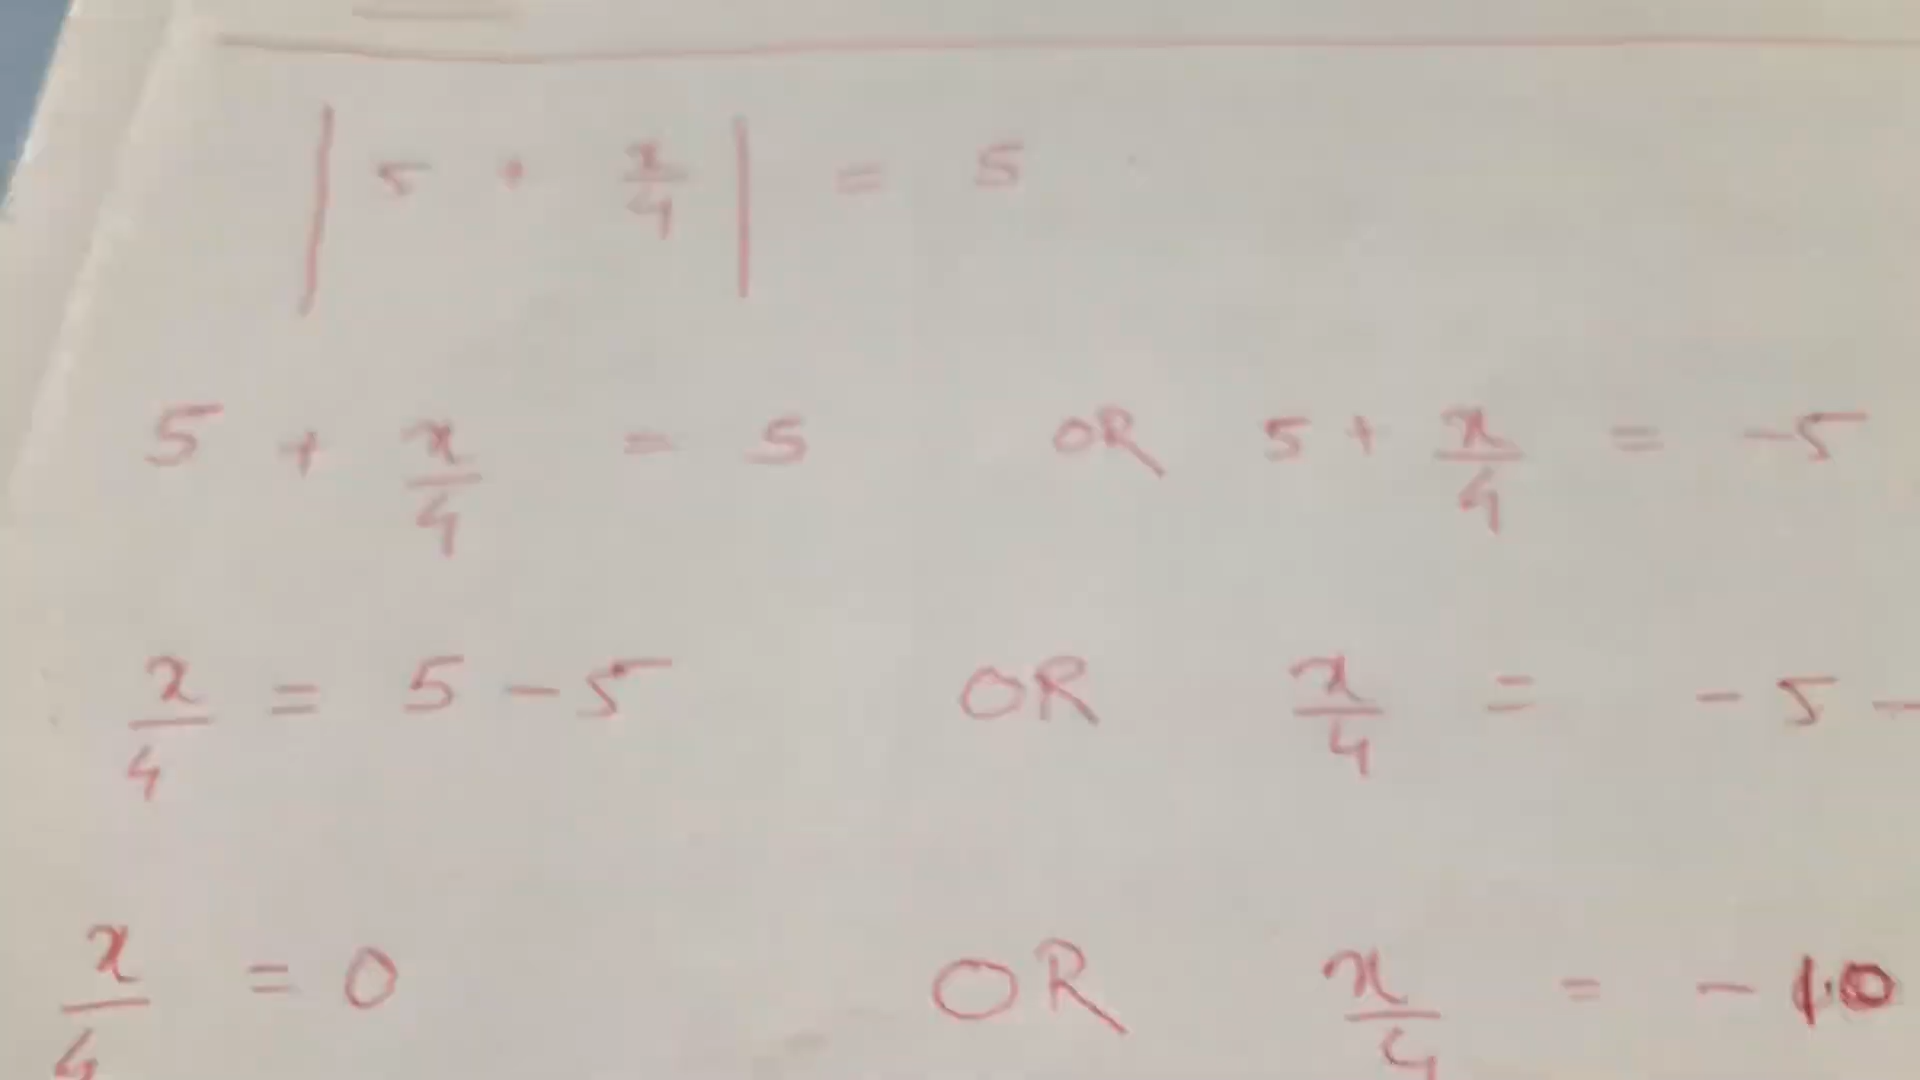 | 5 + x/4 | = 5
5 + x/4 = 5 OR 5 + x/4 = -5
x/4 = 5 - 5 OR x/4 = - 5 -
x/4 = 0 OR x/4 = - 10